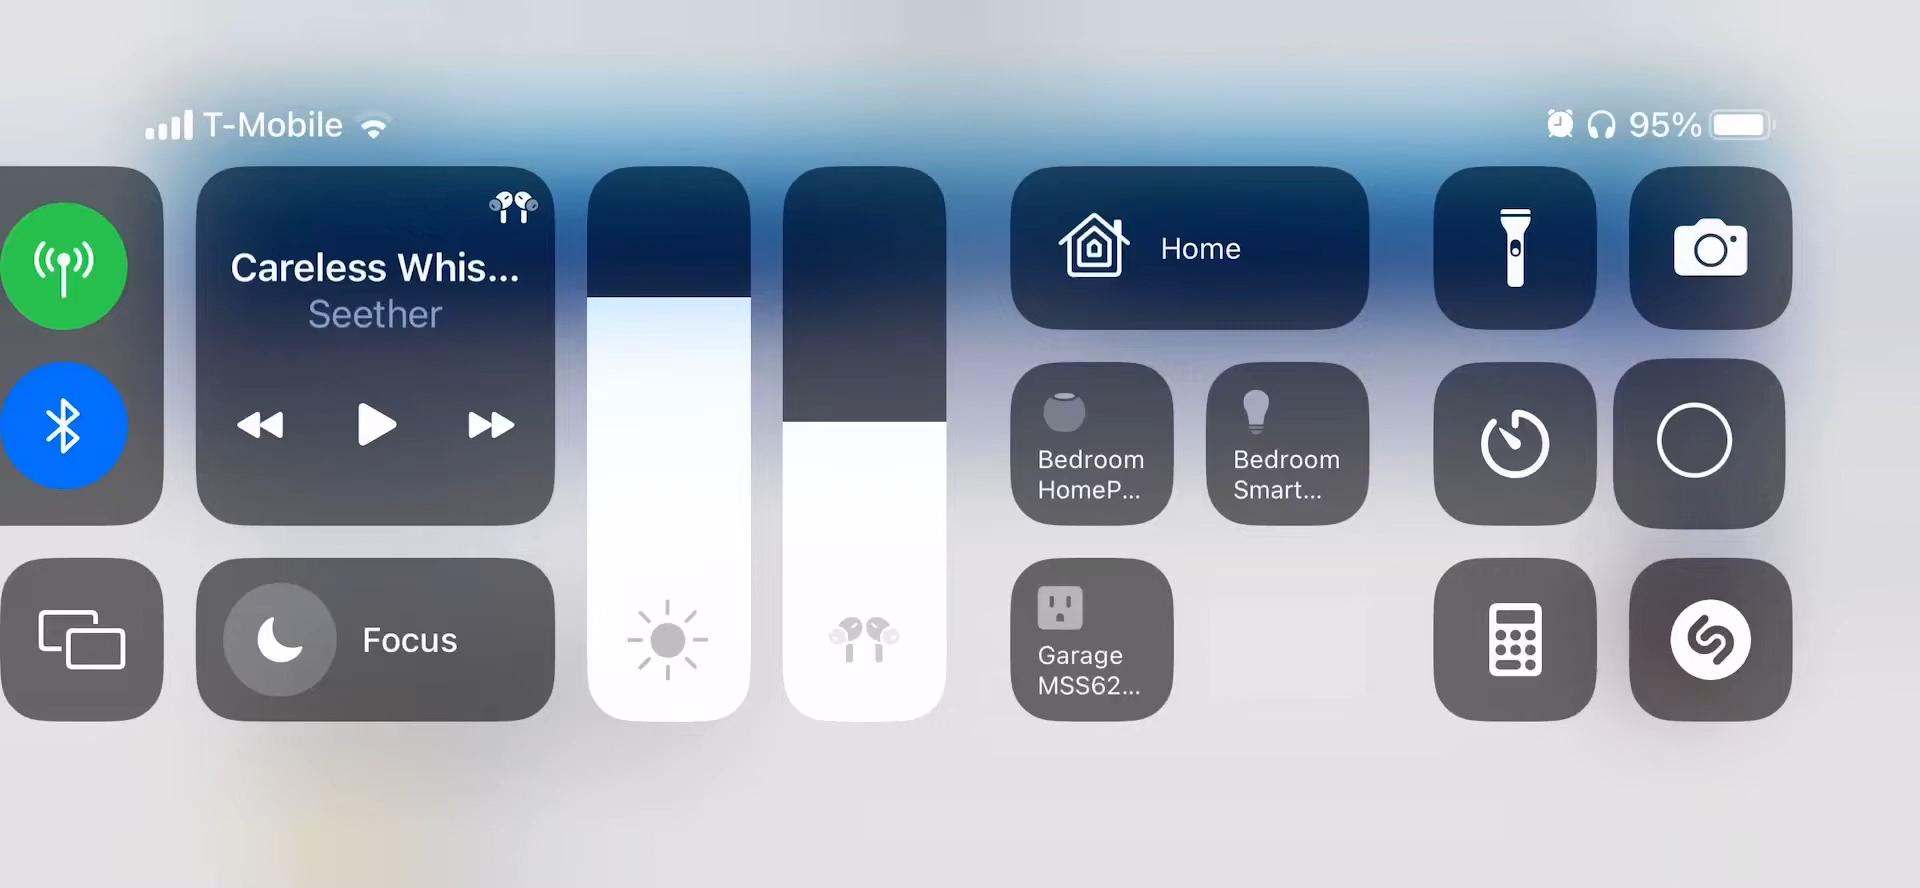 T-Mobile
95%
Careless Whis...
Seether
Home
Bedroom
HomeP...
Bedroom
Smart...
Focus
Garage
MSS62...